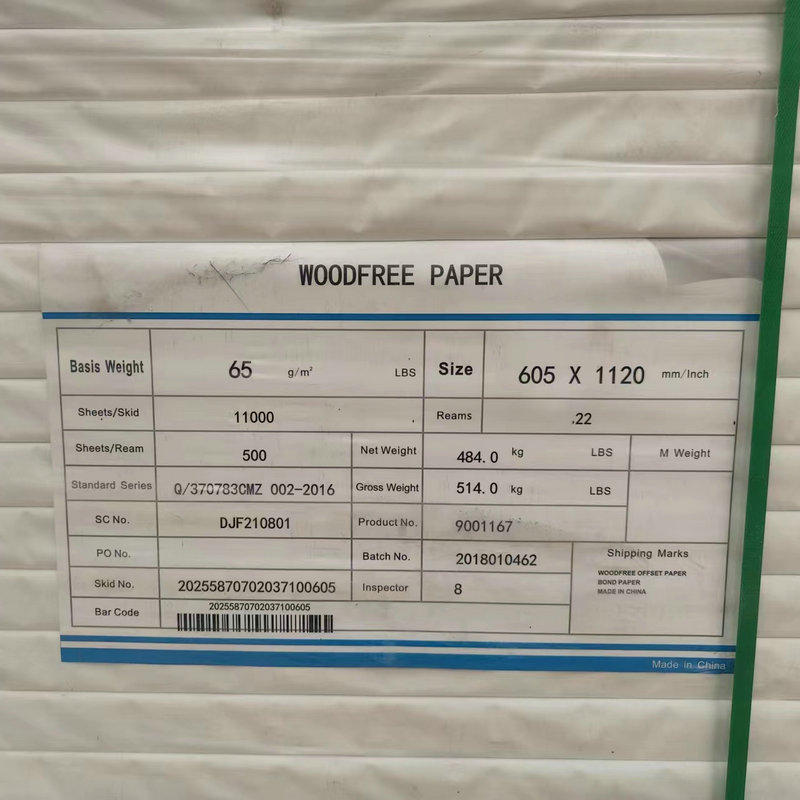 WOODFREE PAPER
Basis Weight 65 g/m² LBS Size 605 X 1120 mm/Inch
Sheets/Skid 11000 Reams 22
Sheets/Ream 500 Net Weight 484.0 kg LBS M Weight
Standard Series Q/370783CMZ 002-2016 Gross Weight 514.0 kg LBS
SC No. DJF210801 Product No. 9001167
PO No. Batch No. 2018010462 Shipping Marks
WOODFREE OFFSET PAPER
BOND PAPER
MADE IN CHINA
Skid No. 20255870702037100605 Inspector 8
Bar Code 20255870702037100605
Made in China